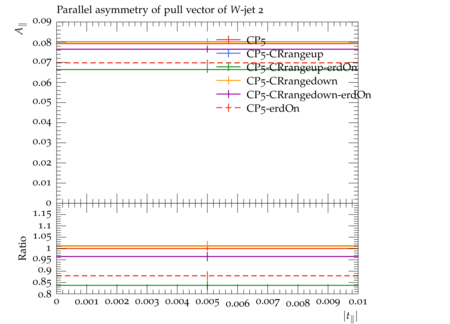 Parallel asymmetry of pull vector of W-jet 2
A∥
0.09
0.08
0.07
0.06
0.05
0.04
0.03
0.02
0.01
0
CP5
CP5-CRrangeup
CP5-CRrangeup-erdOn
CP5-CRrangedown
CP5-CRrangedown-erdOn
CP5-erdOn
Ratio
1.15
1.1
1.05
1
0.95
0.9
0.85
0.8
0 0.001 0.002 0.003 0.004 0.005 0.006 0.007 0.008 0.009 0.01
|t∥|